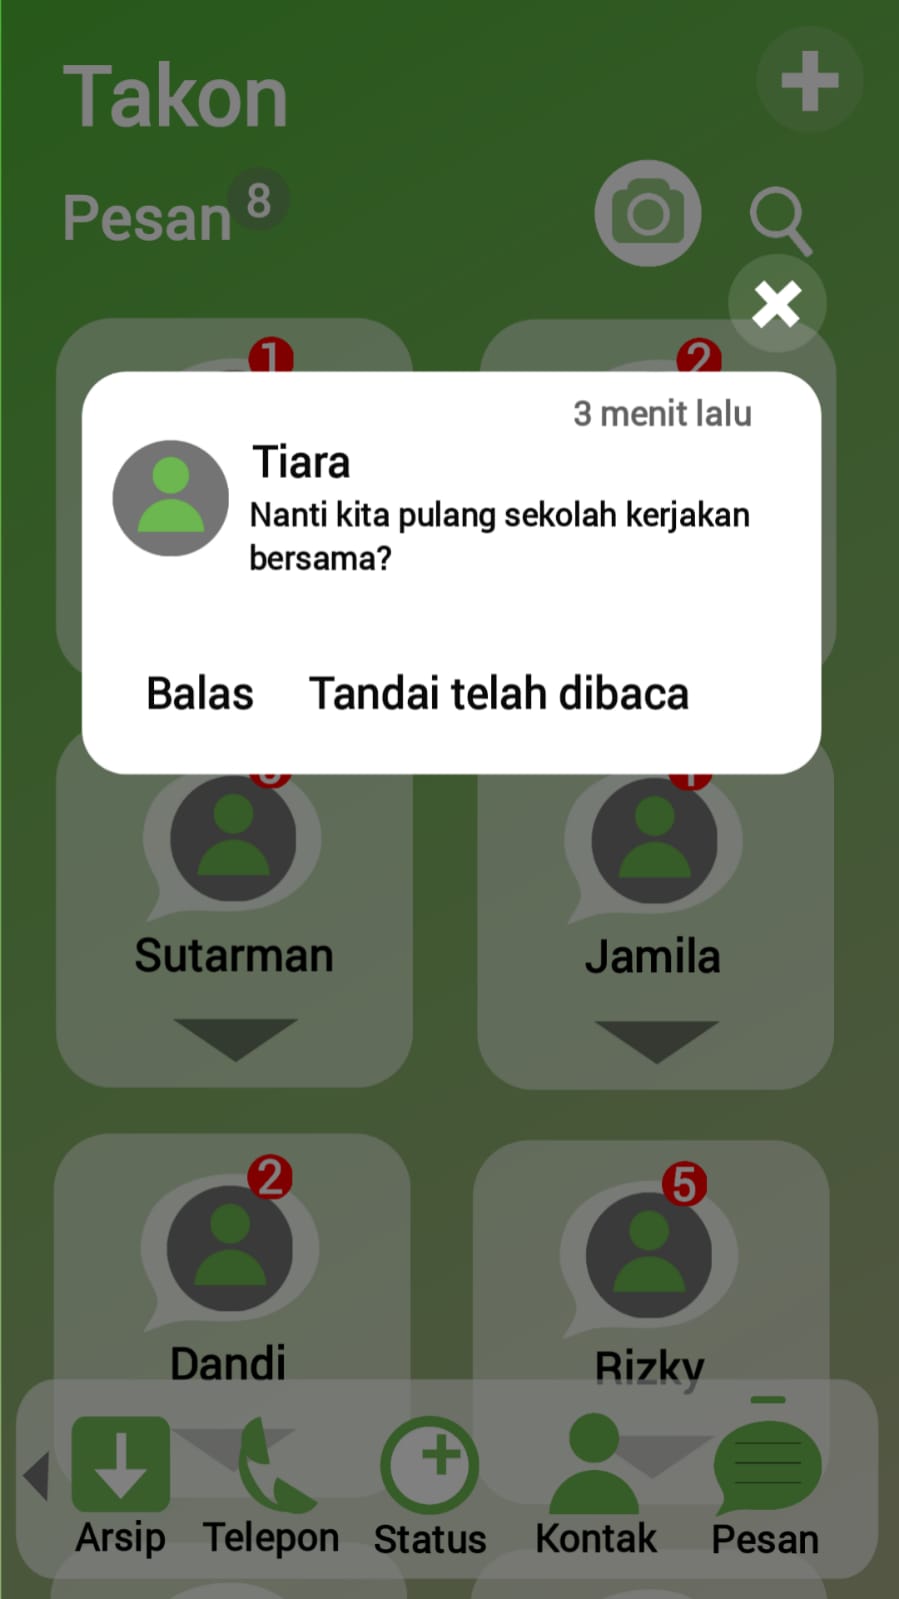 Takon
Pesan 8
1
2
3 menit lalu
Tiara
Nanti kita pulang sekolah kerjakan
bersama?
Balas Tandai telah dibaca
Sutarman
Jamila
2
5
Dandi
Rizky
Arsip Telepon Status Kontak Pesan